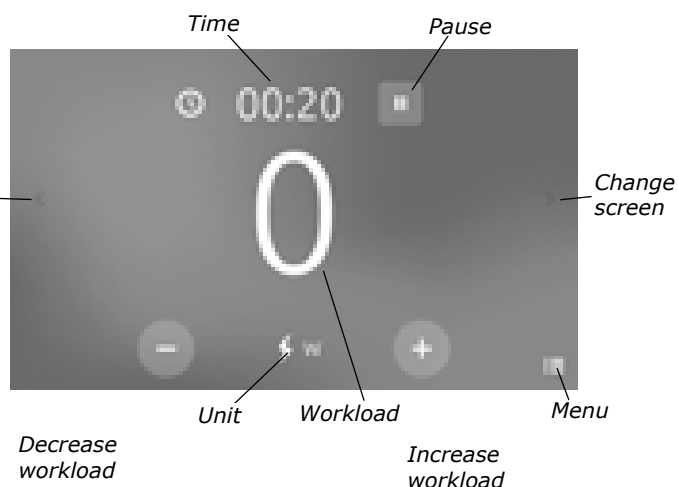 Time
Pause
00:20
0
Change
screen
W
Unit
Workload
Menu
Decrease
workload
Increase
workload